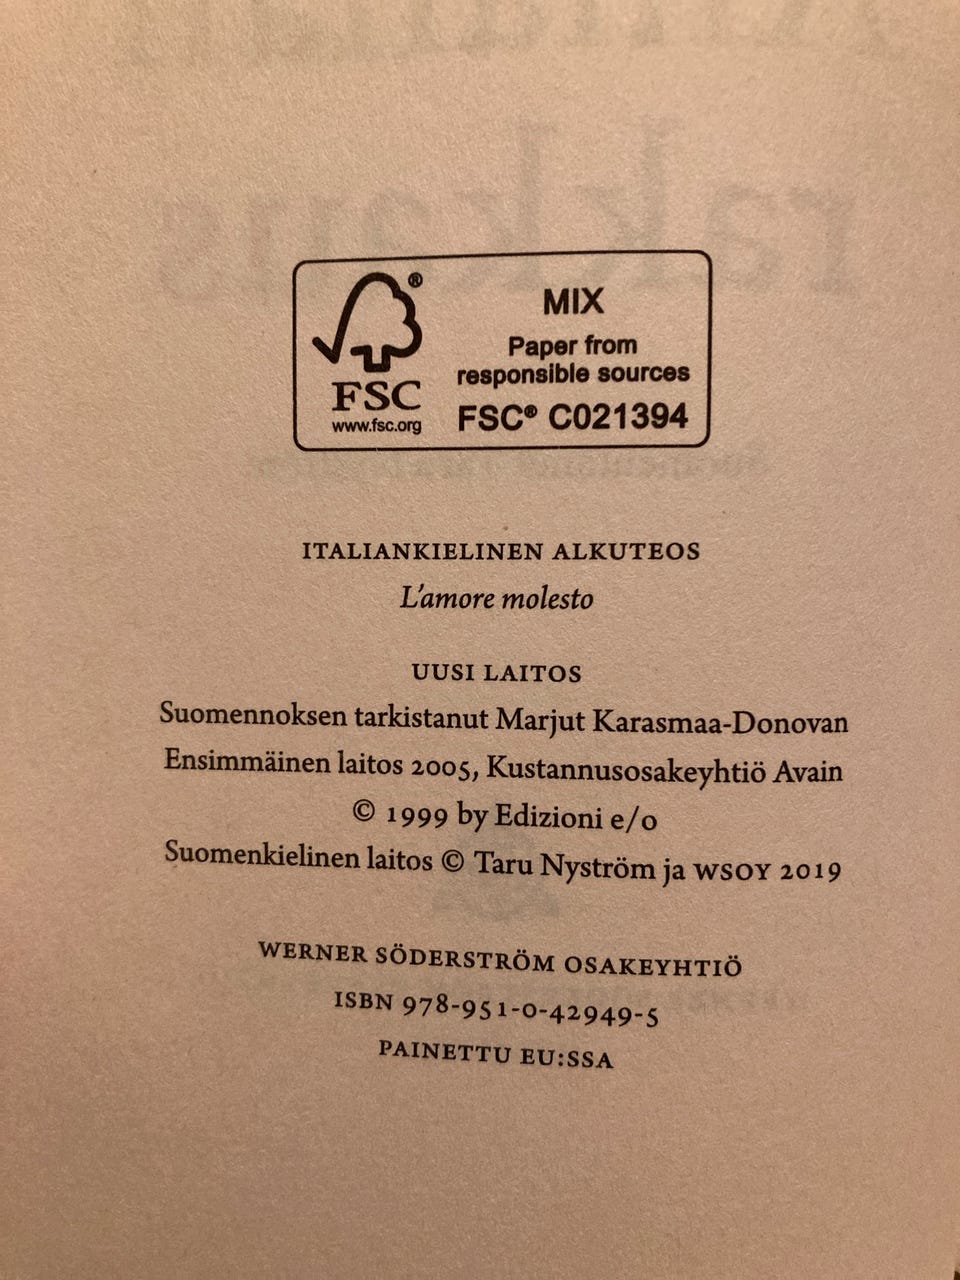 FSC®
www.fsc.org
MIX
Paper from
responsible sources
FSC® C021394
ITALIANKIELINEN ALKUTEOS
L'amore molesto
UUSI LAITOS
Suomennoksen tarkistanut Marjut Karasmaa-Donovan
Ensimmäinen laitos 2005, Kustannusosakeyhtiö Avain
© 1999 by Edizioni e/o
Suomenkielinen laitos © Taru Nyström ja WSOY 2019
WERNER SÖDERSTRÖM OSAKEYHTIÖ
ISBN 978-951-0-42949-5
PAINETTU EU:SSA